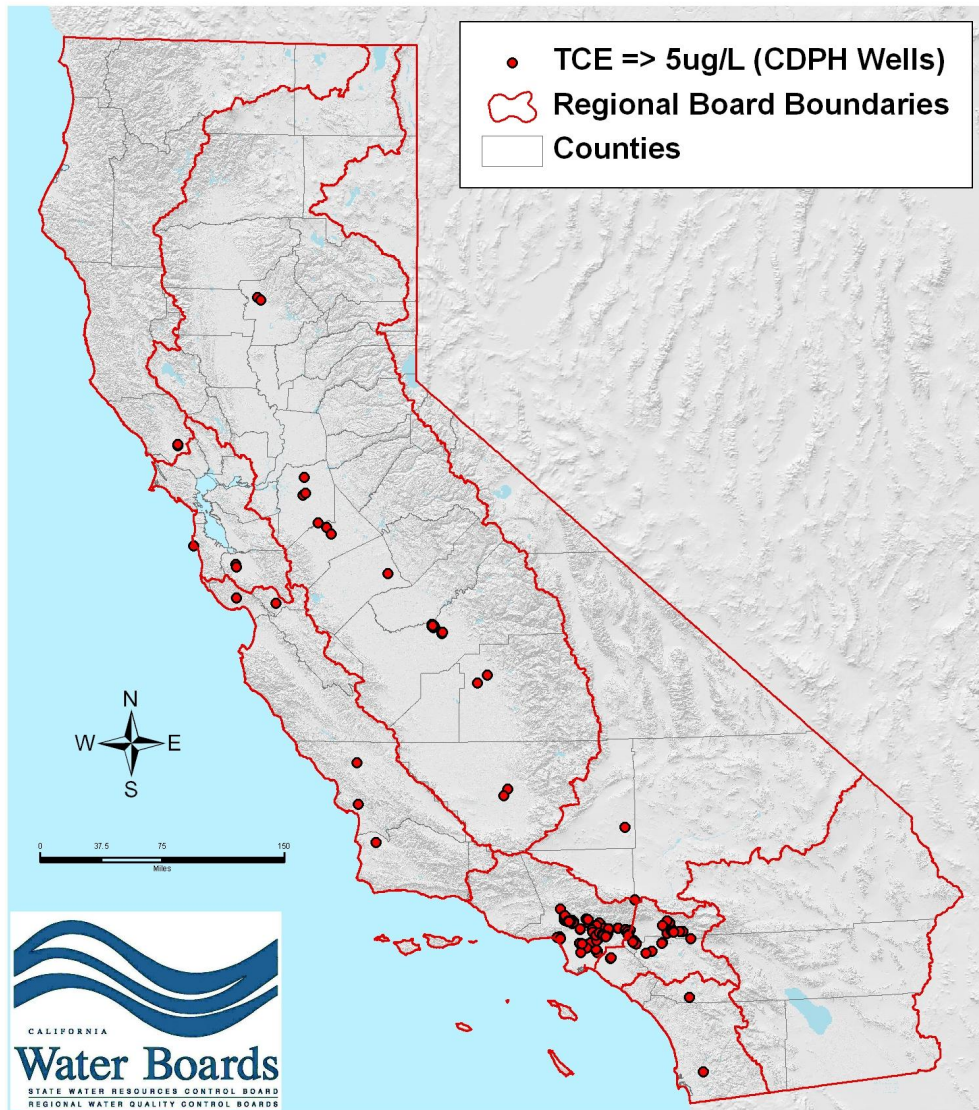 TCE => 5ug/L (CDPH Wells)
Regional Board Boundaries
Counties
N
W E
S
0 37.5 75 150
Miles
CALIFORNIA
Water Boards
STATE WATER RESOURCES CONTROL BOARD
REGIONAL WATER QUALITY CONTROL BOARDS